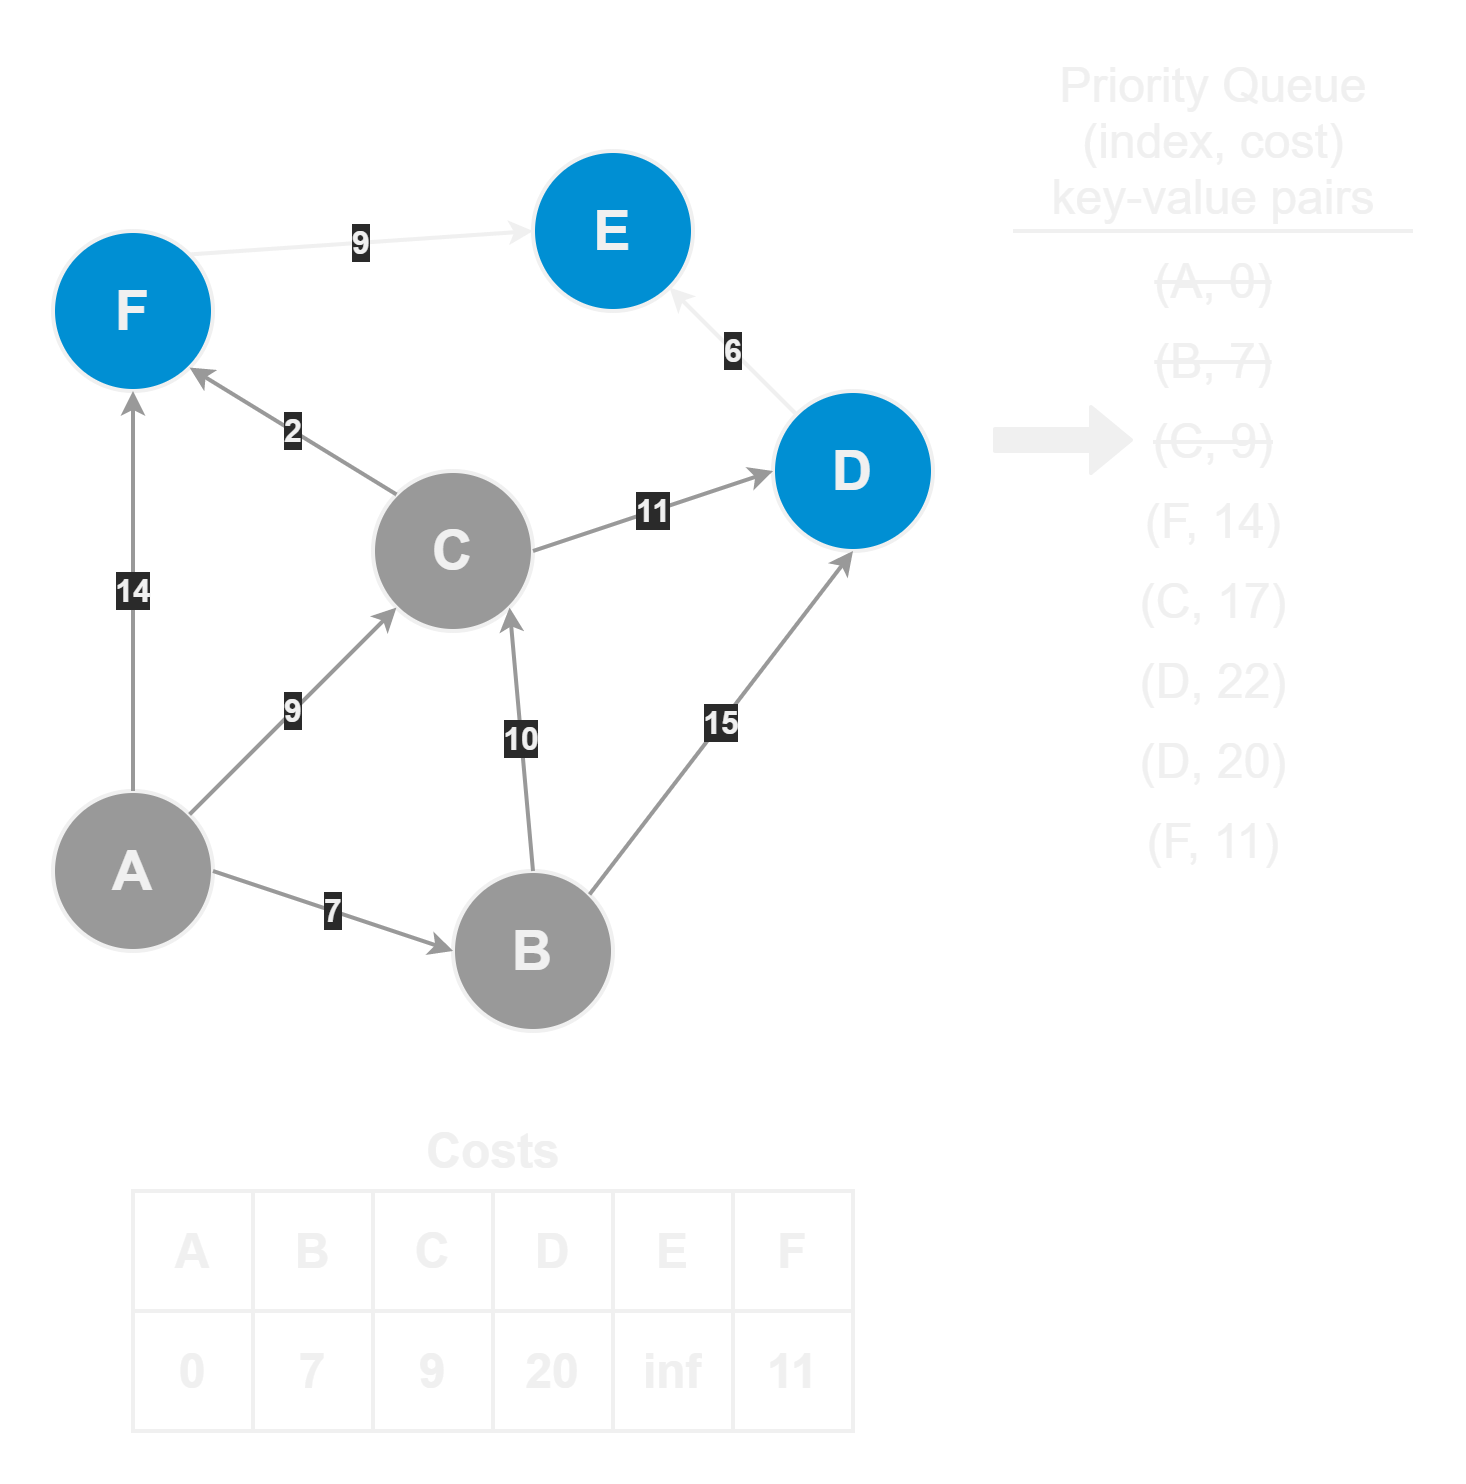 Priority Queue
(index, cost)
key-value pairs
(A, 0)
(B, 7)
(C, 9)
(F, 14)
(C, 17)
(D, 22)
(D, 20)
(F, 11)
E
9
F
6
2
D
11
C
14
9
10
15
A
7
B
Costs
A B C D E F
0 7 9 20 inf 11